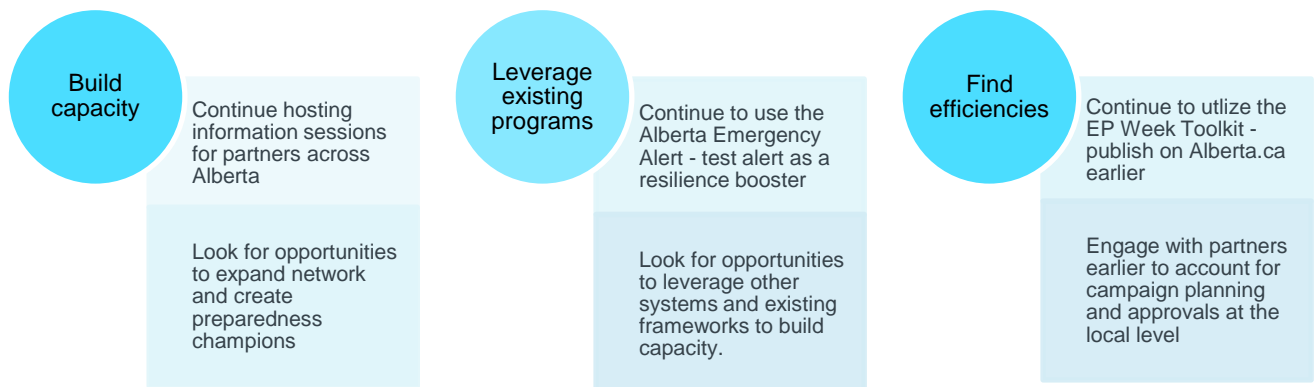 Build
capacity
Continue hosting
information sessions
for partners across
Alberta
Look for opportunities
to expand network
and create
preparedness
champions
Leverage
existing
programs
Continue to use the
Alberta Emergency
Alert - test alert as a
resilience booster
Look for opportunities
to leverage other
systems and existing
frameworks to build
capacity.
Find
efficiencies
Continue to utlize the
EP Week Toolkit -
publish on Alberta.ca
earlier
Engage with partners
earlier to account for
campaign planning
and approvals at the
local level